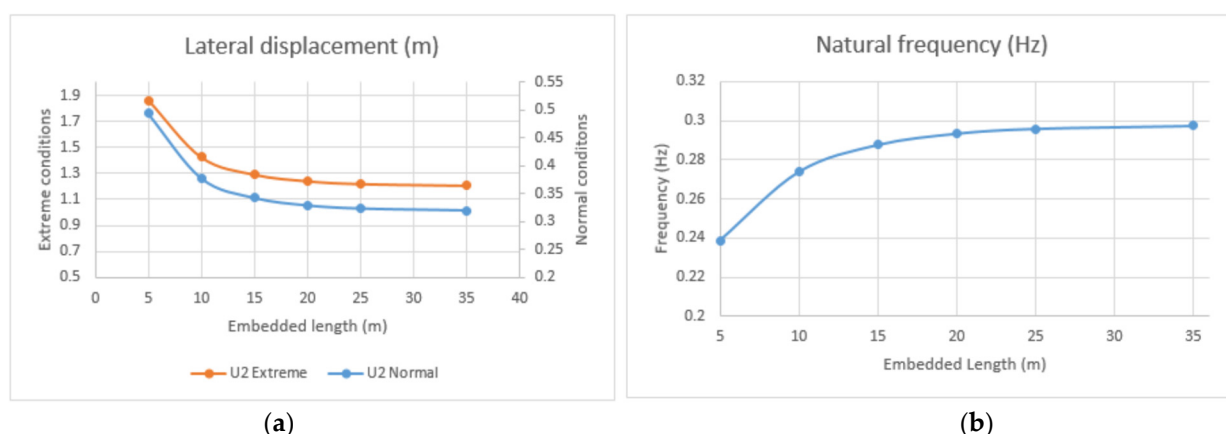 Lateral displacement (m)
Extreme conditions
1.9
1.7
1.5
1.3
1.1
0.9
0.7
0.5
0.55
0.5
0.45
0.4
0.35
0.3
0.25
0.2
Normal conditons
0 5 10 15 20 25 30 35 40
Embedded length (m)
U2 Extreme U2 Normal
(a)
Natural frequency (Hz)
Frequency (Hz)
0.32
0.3
0.28
0.26
0.24
0.22
0.2
5 10 15 20 25 30 35
Embedded Length (m)
(b)